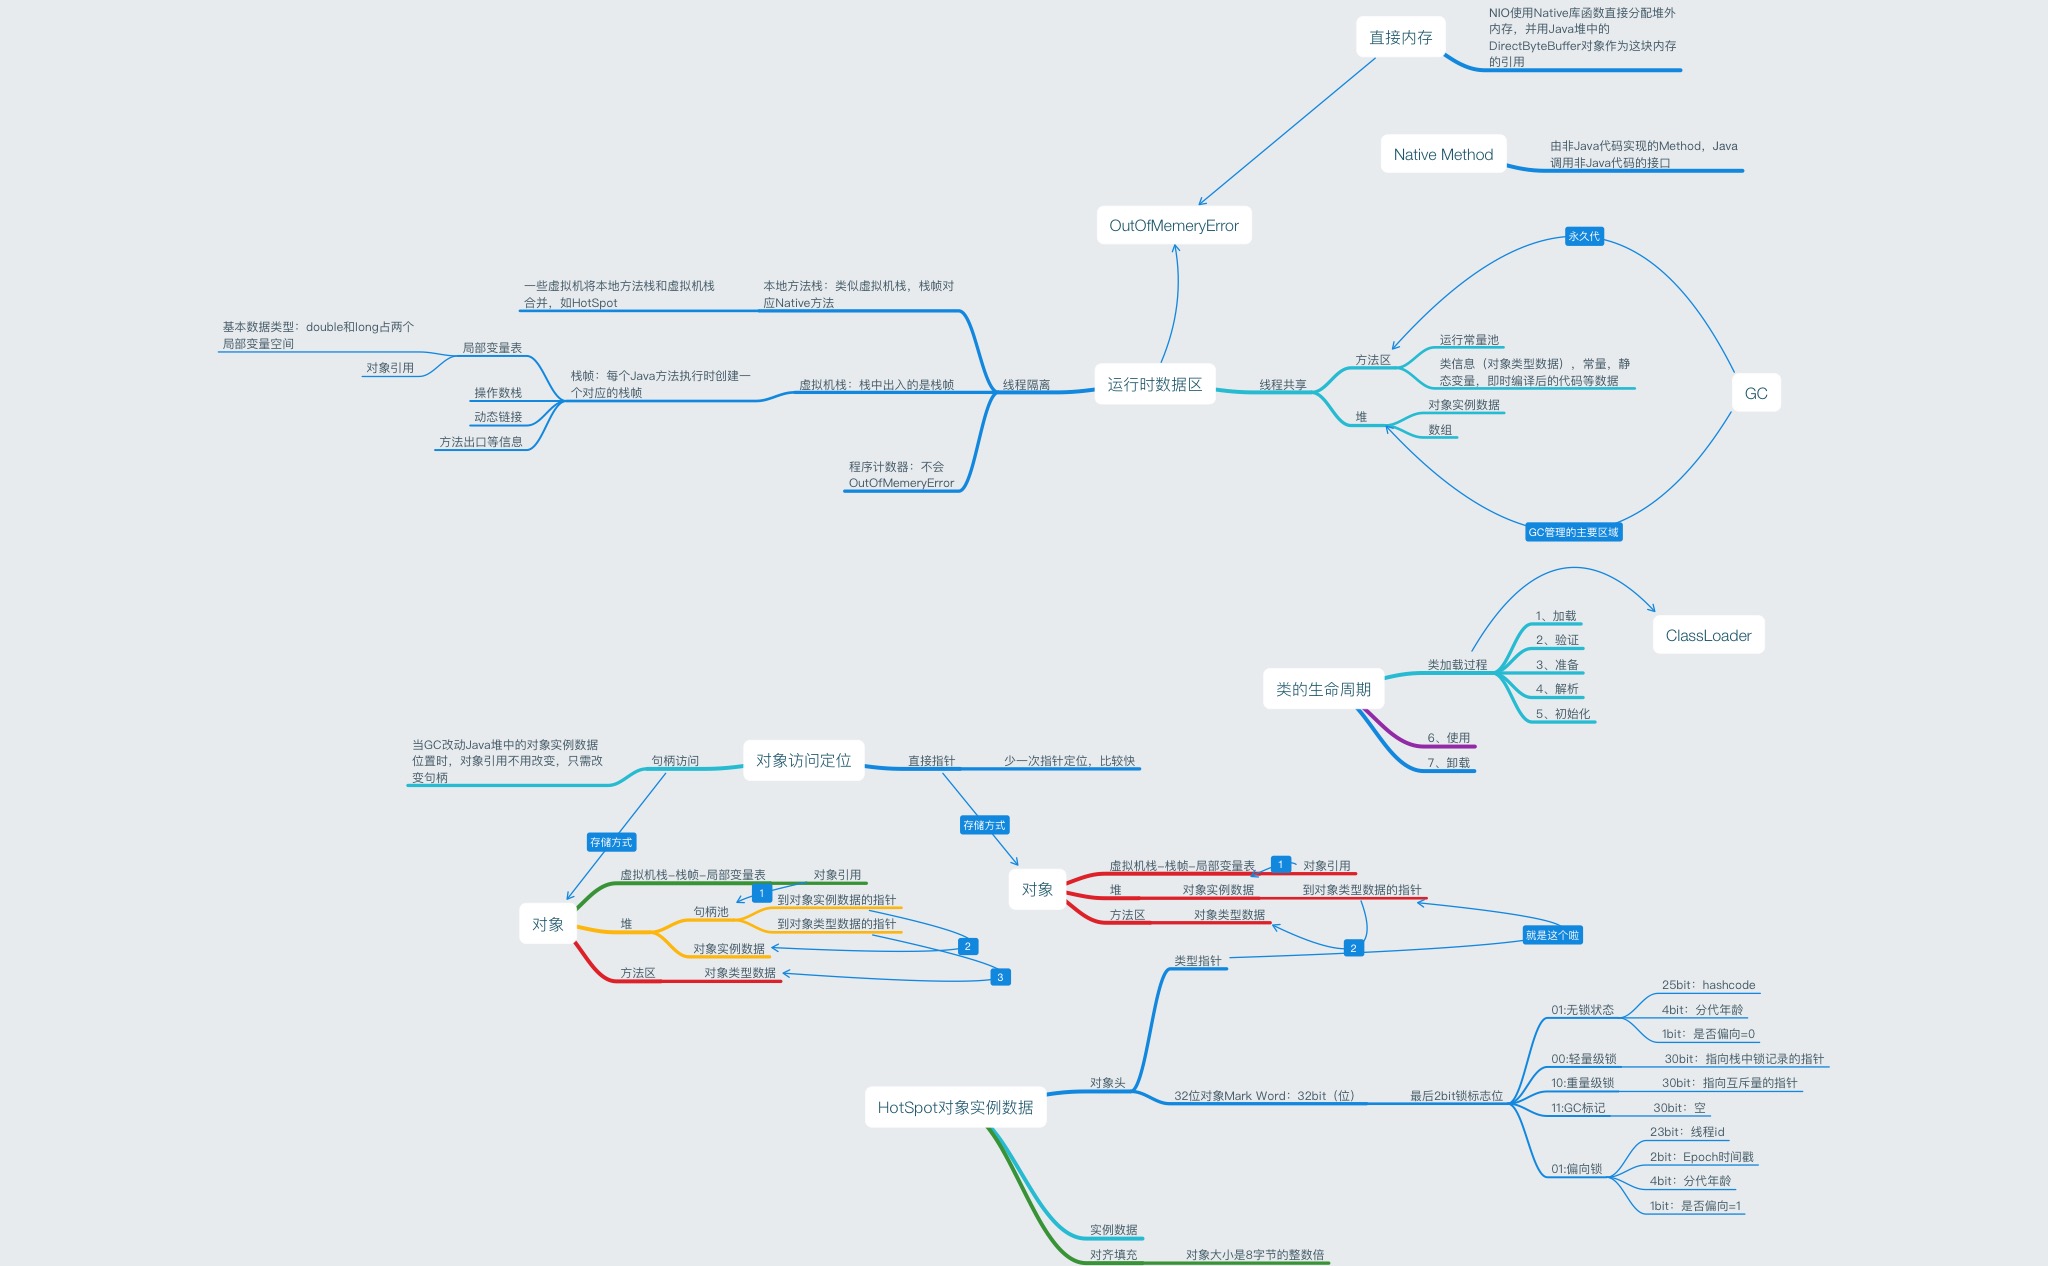 直接内存
NIO使用Native库函数直接分配堆外
内存，并用Java堆中的
DirectByteBuffer对象作为这块内存
的引用
Native Method
由非Java代码实现的Method，Java
调用非Java代码的接口
OutOfMemeryError
永久代
一些虚拟机将本地方法栈和虚拟机栈
合并，如HotSpot
本地方法栈：类似虚拟机栈，栈帧对
应Native方法
基本数据类型：double和long占两个
局部变量空间
对象引用
局部变量表
操作数栈
动态链接
方法出口等信息
栈帧：每个Java方法执行时创建一
个对应的栈帧
虚拟机栈：栈中出入的是栈帧
线程隔离
程序计数器：不会
OutOfMemeryError
运行时数据区
线程共享
方法区
运行常量池
类信息（对象类型数据），常量，静
态变量，即时编译后的代码等数据
堆
对象实例数据
数组
GC
GC管理的主要区域
ClassLoader
类的生命周期
类加载过程
1、加载
2、验证
3、准备
4、解析
5、初始化
6、使用
7、卸载
当GC改动Java堆中的对象实例数据
位置时，对象引用不用改变，只需改
变句柄
句柄访问
对象访问定位
直接指针
少一次指针定位，比较快
存储方式
存储方式
对象
虚拟机栈-栈帧-局部变量表
对象引用
1
堆
句柄池
到对象实例数据的指针
到对象类型数据的指针
对象实例数据
2
方法区
对象类型数据
3
对象
虚拟机栈-栈帧-局部变量表
1
对象引用
堆
对象实例数据
到对象类型数据的指针
方法区
对象类型数据
2
就是这个啦
类型指针
HotSpot对象实例数据
对象头
32位对象Mark Word：32bit（位）
最后2bit锁标志位
01:无锁状态
25bit：hashcode
4bit：分代年龄
1bit：是否偏向=0
00:轻量级锁
30bit：指向栈中锁记录的指针
10:重量级锁
30bit：指向互斥量的指针
11:GC标记
30bit：空
01:偏向锁
23bit：线程id
2bit：Epoch时间戳
4bit：分代年龄
1bit：是否偏向=1
实例数据
对齐填充
对象大小是8字节的整数倍